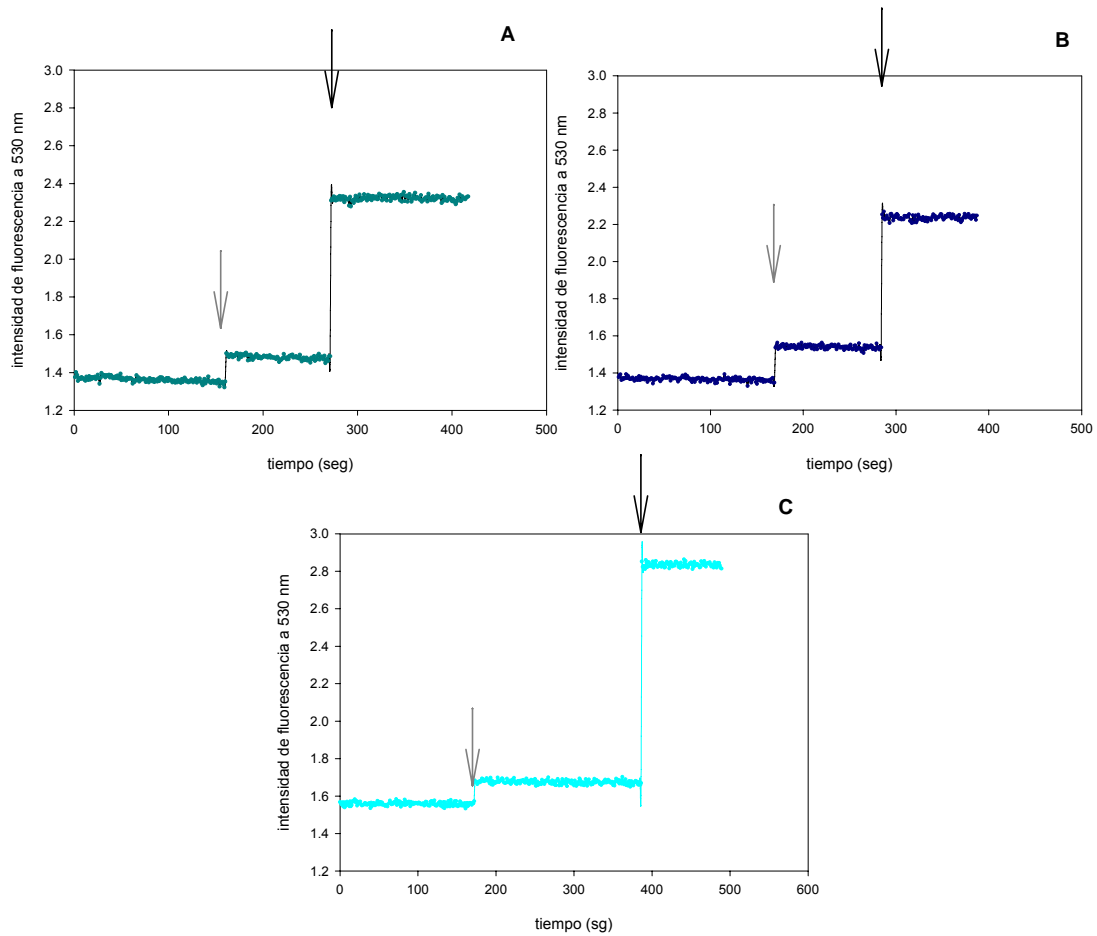 A
intensidad de fluorescencia a 530 nm
3.0
2.8
2.6
2.4
2.2
2.0
1.8
1.6
1.4
1.2
0 100 200 300 400 500
tiempo (seg)
B
intensidad de fluorescencia a 530 nm
3.0
2.8
2.6
2.4
2.2
2.0
1.8
1.6
1.4
1.2
0 100 200 300 400 500
tiempo (seg)
C
intensidad de fluorescencia a 530 nm
3.0
2.8
2.6
2.4
2.2
2.0
1.8
1.6
1.4
1.2
0 100 200 300 400 500 600
tiempo (sg)